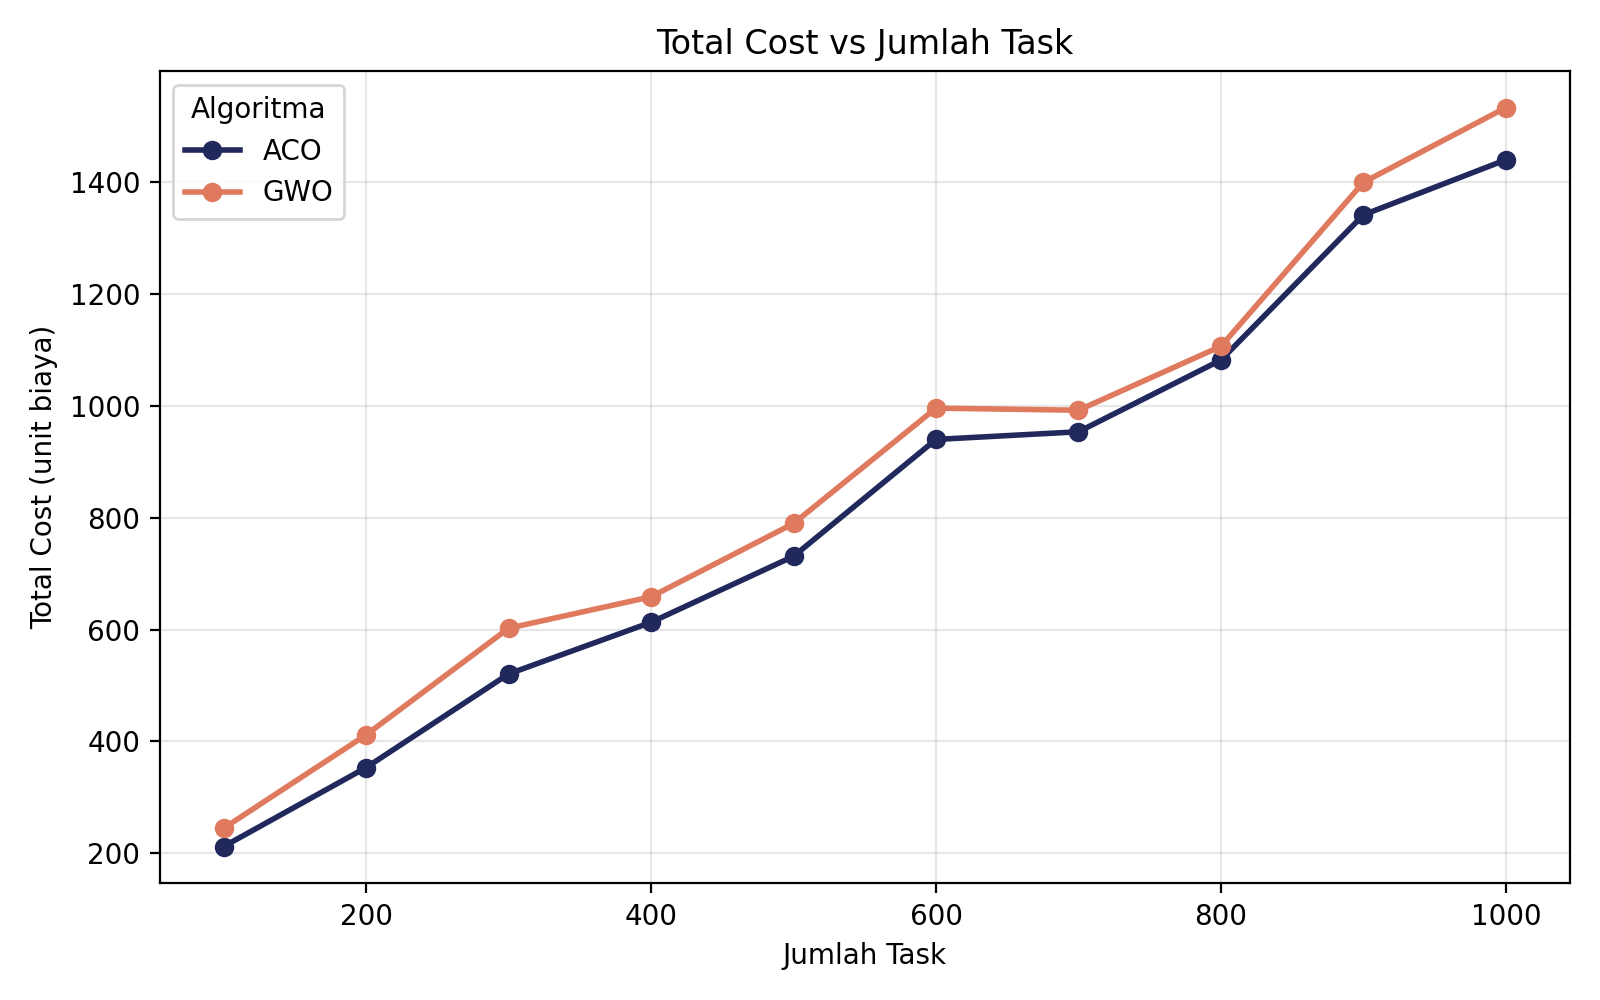 Total Cost vs Jumlah Task
Algoritma
ACO
GWO
Total Cost (unit biaya)
1400
1200
1000
800
600
400
200
200 400 600 800 1000
Jumlah Task